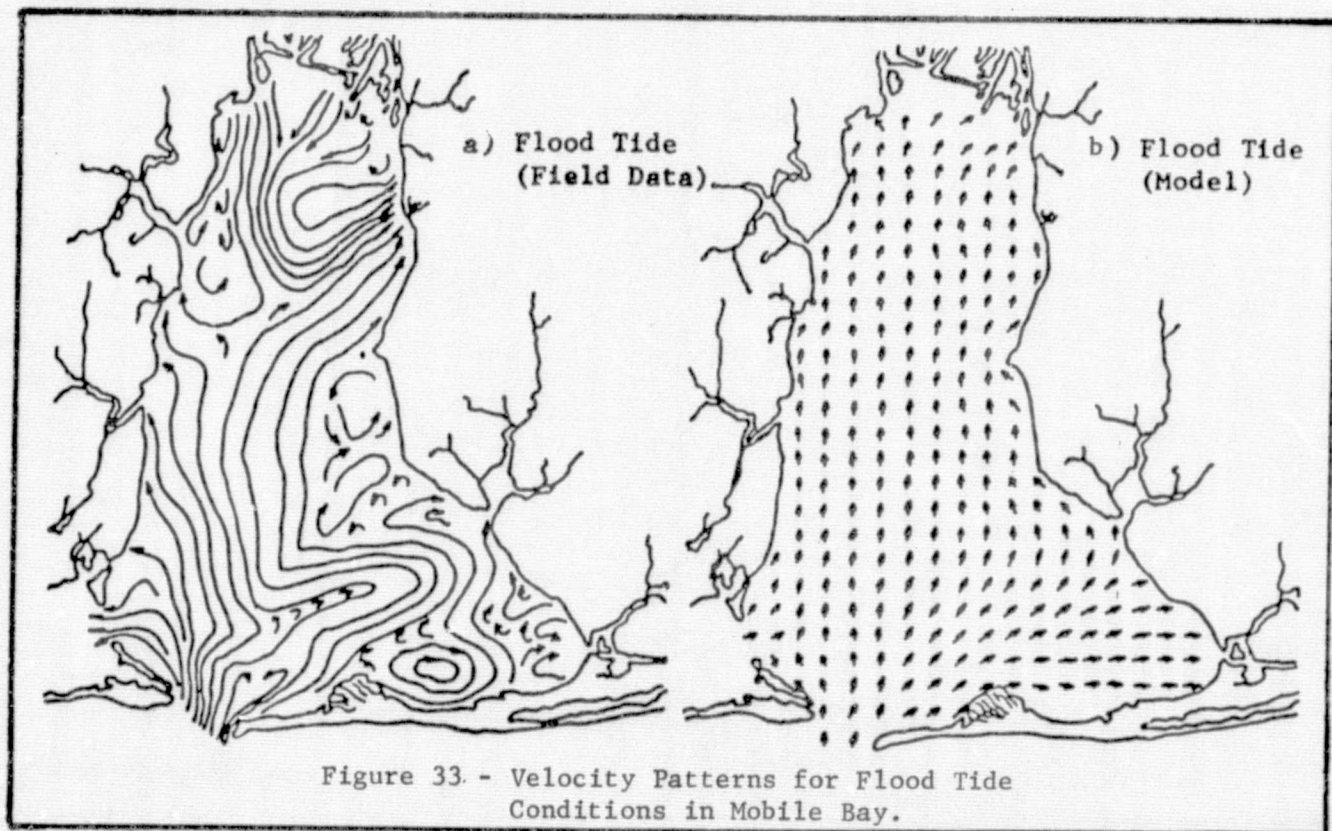 a) Flood Tide
(Field Data)
b) Flood Tide
(Model)
Figure 33. - Velocity Patterns for Flood Tide
Conditions in Mobile Bay.